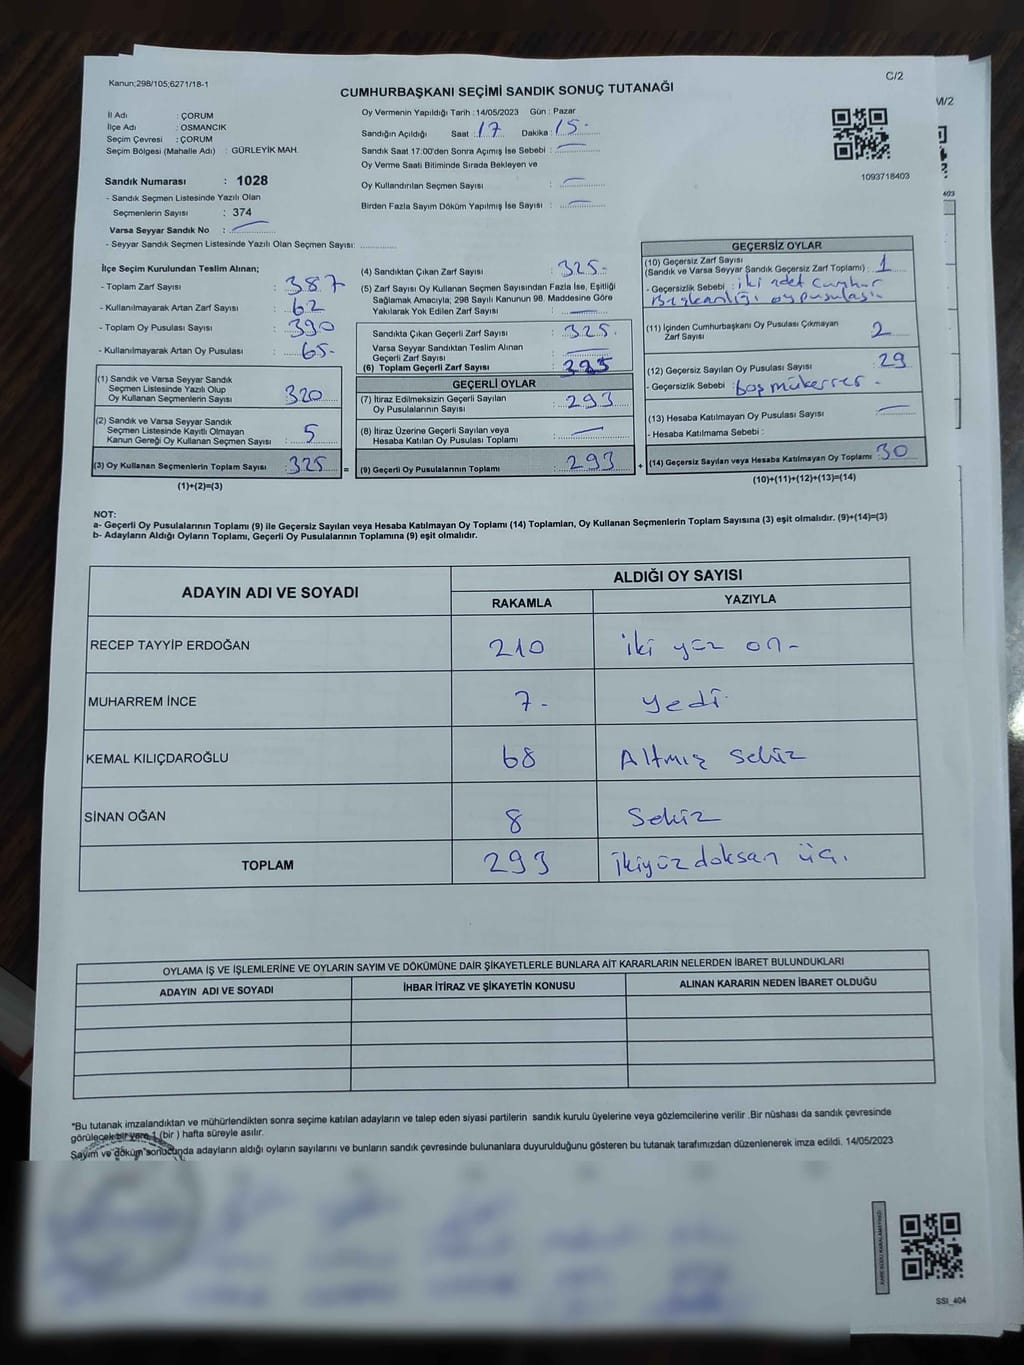 Kanun;298/105;6271/18-1
C/2
M/2
CUMHURBAŞKANI SEÇİMİ SANDIK SONUÇ TUTANAĞI
İl Adı : ÇORUM
İlçe Adı : OSMANCIK
Seçim Çevresi : ÇORUM
Seçim Bölgesi (Mahalle Adı) : GÜRLEYİK MAH.
Sandık Numarası : 1028
- Sandık Seçmen Listesinde Yazılı Olan
Seçmenlerin Sayısı : 374
Varsa Seyyar Sandık No :
- Seyyar Sandık Seçmen Listesinde Yazılı Olan Seçmen Sayısı: ............
Oy Vermenin Yapıldığı Tarih : 14/05/2023 Gün : Pazar
Sandığın Açıldığı Saat : 17 Dakika : 15-
Sandık Saat 17:00'den Sonra Açımış İse Sebebi :
Oy Verme Saati Bitiminde Sırada Bekleyen ve
Oy Kullandırılan Seçmen Sayısı :
Birden Fazla Sayım Döküm Yapılmış İse Sayısı :
1093718403
403
İlçe Seçim Kurulundan Teslim Alınan;
- Toplam Zarf Sayısı : 387
- Kullanılmayarak Artan Zarf Sayısı : 62
- Toplam Oy Pusulası Sayısı : 390
- Kullanılmayarak Artan Oy Pusulası : 65-
(1) Sandık ve Varsa Seyyar Sandık
Seçmen Listesinde Yazılı Olup
Oy Kullanan Seçmenlerin Sayısı : 320
(2) Sandık ve Varsa Seyyar Sandık
Seçmen Listesinde Kayıtlı Olmayan
Kanun Gereği Oy Kullanan Seçmen Sayısı : 5
(3) Oy Kullanan Seçmenlerin Toplam Sayısı : 325 =
(1)+(2)=(3)
(4) Sandıktan Çıkan Zarf Sayısı : 325-
(5) Zarf Sayısı Oy Kullanan Seçmen Sayısından Fazla İse, Eşitliği
Sağlamak Amacıyla, 298 Sayılı Kanunun 98. Maddesine Göre
Yakılarak Yok Edilen Zarf Sayısı :
Sandıkta Çıkan Geçerli Zarf Sayısı : 325.
Varsa Seyyar Sandıktan Teslim Alınan
Geçerli Zarf Sayısı :
(6) Toplam Geçerli Zarf Sayısı : 325
GEÇERLİ OYLAR
(7) İtiraz Edilmeksizin Geçerli Sayılan
Oy Pusulalarının Sayısı : 293
(8) İtiraz Üzerine Geçerli Sayılan veya
Hesaba Katılan Oy Pusulası Toplamı :
(9) Geçerli Oy Pusulalarının Toplamı : 293 +
GEÇERSİZ OYLAR
(10) Geçersiz Zarf Sayısı
(Sandık ve Varsa Seyyar Sandık Geçersiz Zarf Toplamı) : 1
- Geçersizlik Sebebi : iki adet Cumhur
Başkanlığı oy pusulası
(11) İçinden Cumhurbaşkanı Oy Pusulası Çıkmayan
Zarf Sayısı : 2
(12) Geçersiz Sayılan Oy Pusulası Sayısı : 29
- Geçersizlik Sebebi : boş mükerrer -
(13) Hesaba Katılmayan Oy Pusulası Sayısı :
- Hesaba Katılmama Sebebi :
(14) Geçersiz Sayılan veya Hesaba Katılmayan Oy Toplamı : 30
(10)+(11)+(12)+(13)=(14)
NOT:
a- Geçerli Oy Pusulalarının Toplamı (9) ile Geçersiz Sayılan veya Hesaba Katılmayan Oy Toplamı (14) Toplamları, Oy Kullanan Seçmenlerin Toplam Sayısına (3) eşit olmalıdır. (9)+(14)=(3)
b- Adayların Aldığı Oyların Toplamı, Geçerli Oy Pusulalarının Toplamına (9) eşit olmalıdır.
ADAYIN ADI VE SOYADI
ALDIĞI OY SAYISI
RAKAMLA YAZIYLA
RECEP TAYYİP ERDOĞAN 210 iki yüz on-
MUHARREM İNCE 7- yedi
KEMAL KILIÇDAROĞLU 68 Altmış sekiz
SİNAN OĞAN 8 Sekiz
TOPLAM 293 ikiyüz doksan üç.
OYLAMA İŞ VE İŞLEMLERİNE VE OYLARIN SAYIM VE DÖKÜMÜNE DAİR ŞİKAYETLERLE BUNLARA AİT KARARLARIN NELERDEN İBARET BULUNDUKLARI
ADAYIN ADI VE SOYADI İHBAR İTİRAZ VE ŞİKAYETİN KONUSU ALINAN KARARIN NEDEN İBARET OLDUĞU
*Bu tutanak imzalandıktan ve mühürlendikten sonra seçime katılan adayların ve talep eden siyasi partilerin sandık kurulu üyelerine veya gözlemcilerine verilir .Bir nüshası da sandık çevresinde
görülecek bir yere 1 (bir ) hafta süreyle asılır.
Sayım ve döküm sonucunda adayların aldığı oyların sayılarını ve bunların sandık çevresinde bulunanlara duyurulduğunu gösteren bu tutanak tarafımızdan düzenlenerek imza edildi. 14/05/2023
SSI_404